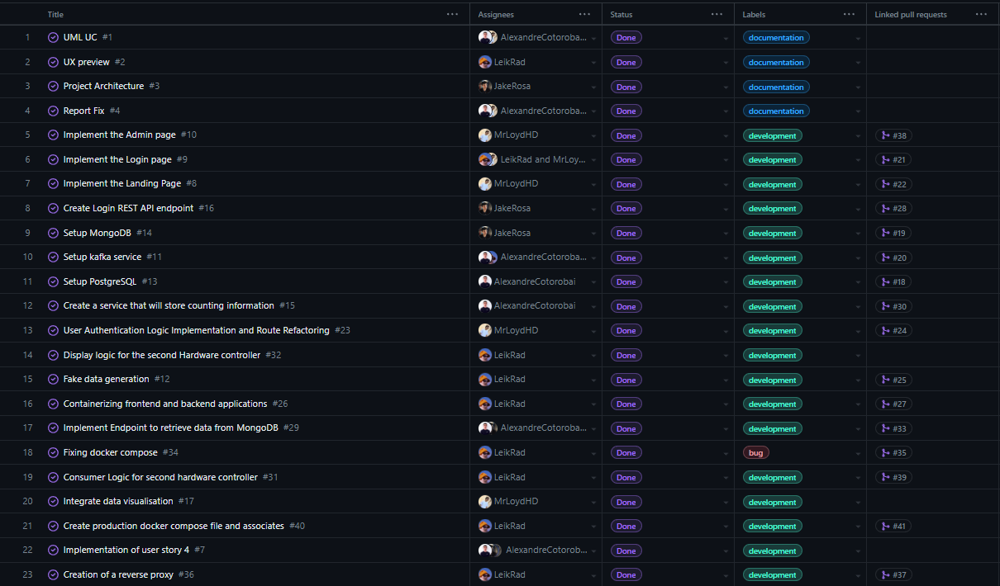 Title ... Assignees ... Status ... Labels ... Linked pull requests ...
1 UML UC #1 AlexandreCotoroba... Done documentation
2 UX preview #2 LeikRad Done documentation
3 Project Architecture #3 JakeRosa Done documentation
4 Report Fix #4 AlexandreCotoroba... Done documentation
5 Implement the Admin page #10 MrLoydHD Done development #38
6 Implement the Login page #9 LeikRad and MrLoy... Done development #21
7 Implement the Landing Page #8 MrLoydHD Done development #22
8 Create Login REST API endpoint #16 JakeRosa Done development #28
9 Setup MongoDB #14 JakeRosa Done development #19
10 Setup kafka service #11 AlexandreCotoroba... Done development #20
11 Setup PostgreSQL #13 AlexandreCotorobai Done development #18
12 Create a service that will store counting information #15 AlexandreCotorobai Done development #30
13 User Authentication Logic Implementation and Route Refactoring #23 MrLoydHD Done development #24
14 Display logic for the second Hardware controller #32 LeikRad Done development
15 Fake data generation #12 LeikRad Done development #25
16 Containerizing frontend and backend applications #26 LeikRad Done development #27
17 Implement Endpoint to retrieve data from MongoDB #29 AlexandreCotoroba... Done development #33
18 Fixing docker compose #34 LeikRad Done bug #35
19 Consumer Logic for second hardware controller #31 LeikRad Done development #39
20 Integrate data visualisation #17 MrLoydHD Done development
21 Create production docker compose file and associates #40 LeikRad Done development #41
22 Implementation of user story 4 #7 AlexandreCotorob... Done development
23 Creation of a reverse proxy #36 LeikRad Done development #37